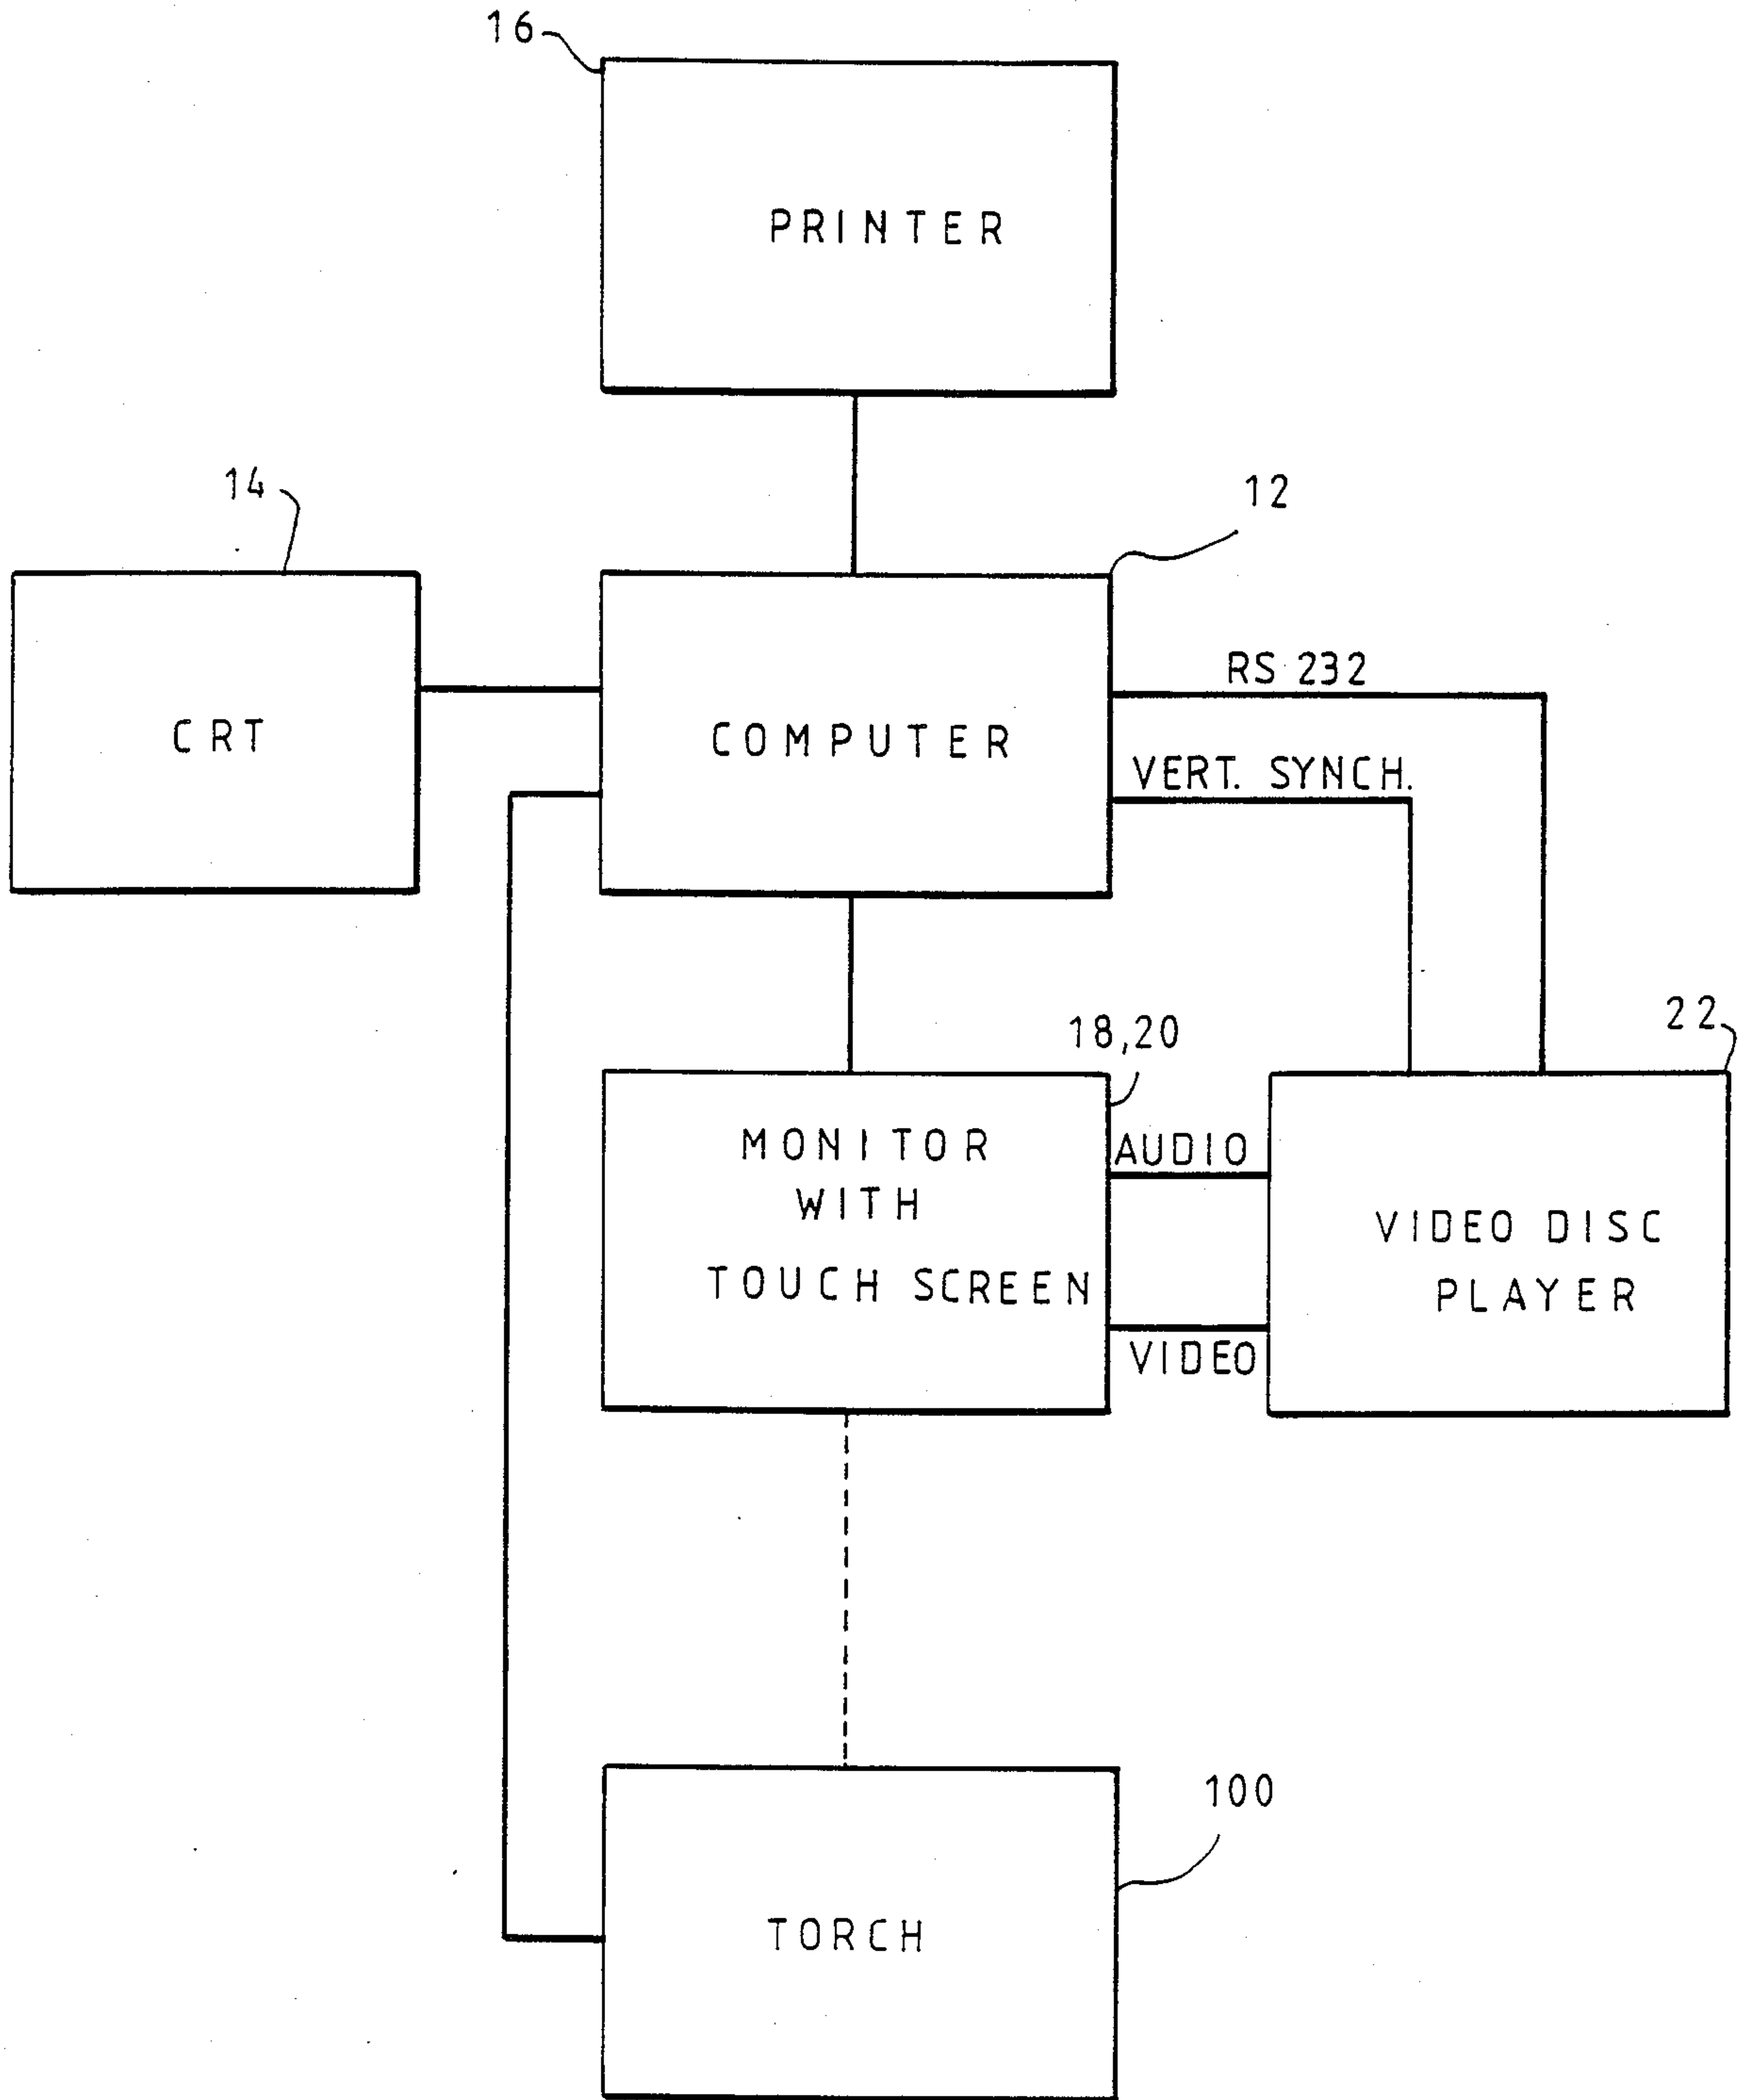 16
PRINTER
14
12
CRT
COMPUTER
RS 232
VERT. SYNCH.
18,20
22
MONITOR
WITH
TOUCH SCREEN
AUDIO
VIDEO
VIDEO DISC
PLAYER
100
TORCH